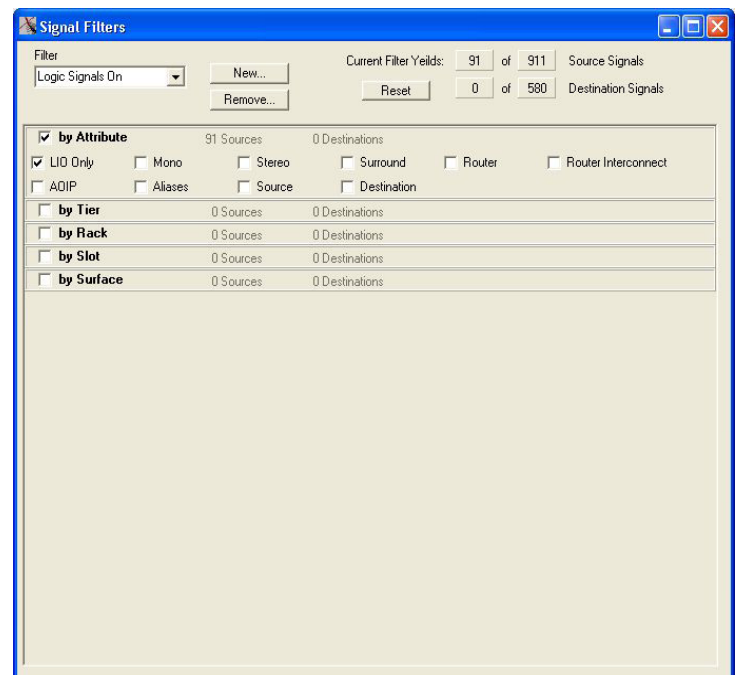 Signal Filters
Filter
Logic Signals On
New...
Remove...
Current Filter Yeilds: 91 of 911 Source Signals
Reset 0 of 580 Destination Signals
by Attribute 91 Sources 0 Destinations
LIO Only Mono Stereo Surround Router Router Interconnect
AOIP Aliases Source Destination
by Tier 0 Sources 0 Destinations
by Rack 0 Sources 0 Destinations
by Slot 0 Sources 0 Destinations
by Surface 0 Sources 0 Destinations